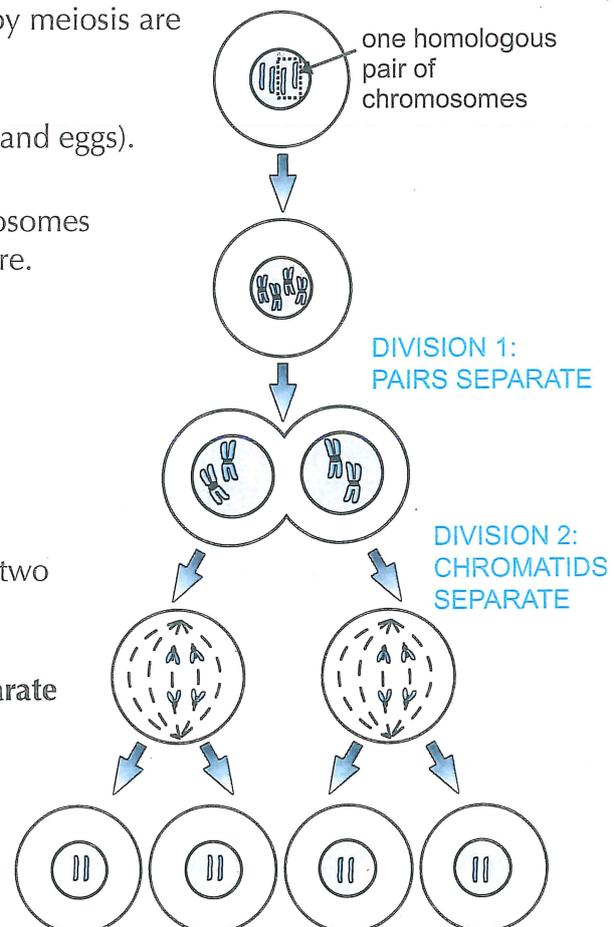 by meiosis are
one homologous
pair of
chromosomes
and eggs).
osomes
re.
DIVISION 1:
PAIRS SEPARATE
DIVISION 2:
CHROMATIDS
SEPARATE
two
arate